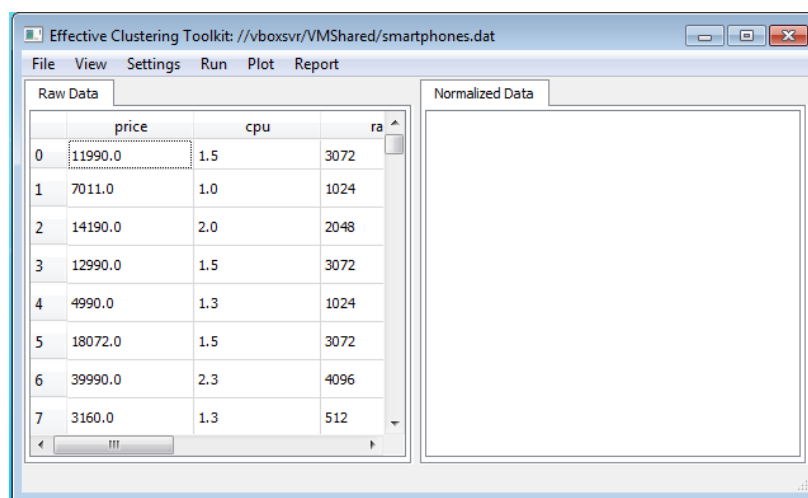 Effective Clustering Toolkit: //vboxsvr/VMShared/smartphones.dat
File View Settings Run Plot Report
Raw Data Normalized Data
price cpu ra
0 11990.0 1.5 3072
1 7011.0 1.0 1024
2 14190.0 2.0 2048
3 12990.0 1.5 3072
4 4990.0 1.3 1024
5 18072.0 1.5 3072
6 39990.0 2.3 4096
7 3160.0 1.3 512